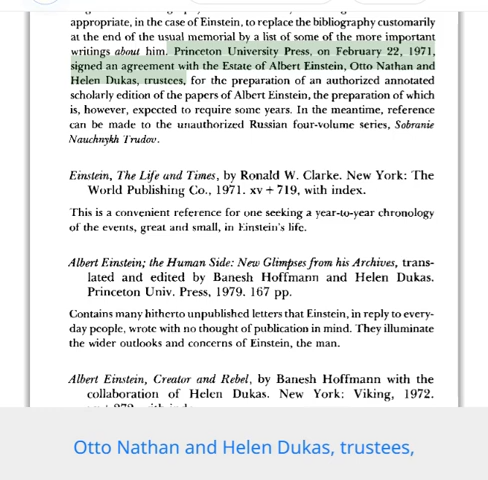 appropriate, in the case of Einstein, to replace the bibliography customarily
at the end of the usual memorial by a list of some of the more important
writings about him. Princeton University Press, on February 22, 1971,
signed an agreement with the Estate of Albert Einstein, Otto Nathan and
Helen Dukas, trustees, for the preparation of an authorized annotated
scholarly edition of the papers of Albert Einstein, the preparation of which
is, however, expected to require some years. In the meantime, reference
can be made to the unauthorized Russian four-volume series, Sobranie
Nauchnykh Trudov.
Einstein, The Life and Times, by Ronald W. Clarke. New York: The
World Publishing Co., 1971. xv + 719, with index.
This is a convenient reference for one seeking a year-to-year chronology
of the events, great and small, in Einstein's life.
Albert Einstein; the Human Side: New Glimpses from his Archives, trans-
lated and edited by Banesh Hoffmann and Helen Dukas.
Princeton Univ. Press, 1979. 167 pp.
Contains many hitherto unpublished letters that Einstein, in reply to every-
day people, wrote with no thought of publication in mind. They illuminate
the wider outlooks and concerns of Einstein, the man.
Albert Einstein, Creator and Rebel, by Banesh Hoffmann with the
collaboration of Helen Dukas. New York: Viking, 1972.
Otto Nathan and Helen Dukas, trustees,